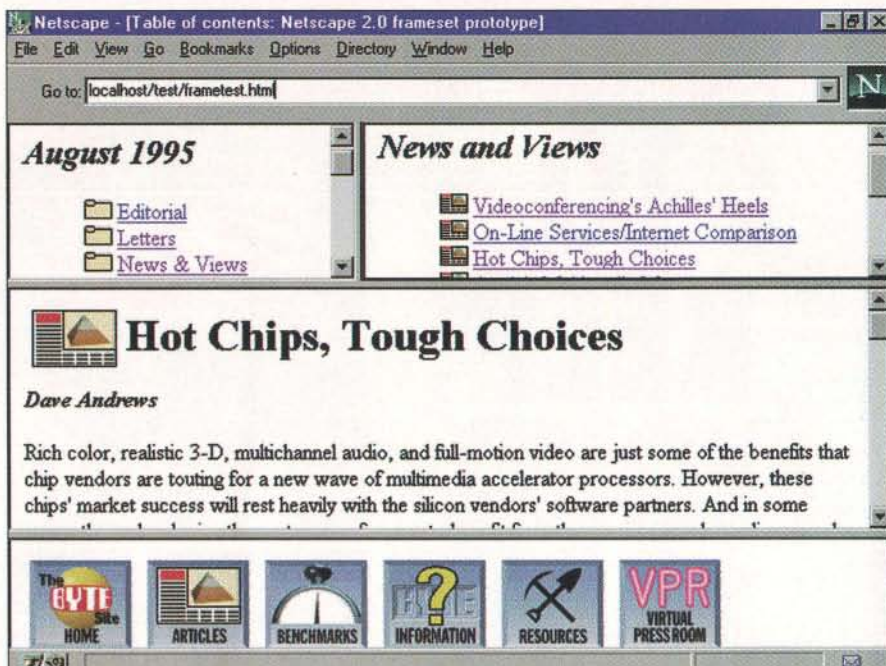 Netscape - [Table of contents: Netscape 2.0 frameset prototype]
File Edit View Go Bookmarks Options Directory Window Help
Go to: localhost/test/frametest.htm
N
August 1995
Editorial
Letters
News & Views
News and Views
Videoconferencing's Achilles' Heels
On-Line Services/Internet Comparison
Hot Chips, Tough Choices
Hot Chips, Tough Choices
Dave Andrews
Rich color, realistic 3-D, multichannel audio, and full-motion video are just some of the benefits that
chip vendors are touting for a new wave of multimedia accelerator processors. However, these
chips' market success will rest heavily with the silicon vendors' software partners. And in some
The
BYTE
Site
HOME
ARTICLES
BENCHMARKS
BYTE
INFORMATION
RESOURCES
VPR
VIRTUAL
PRESS ROOM